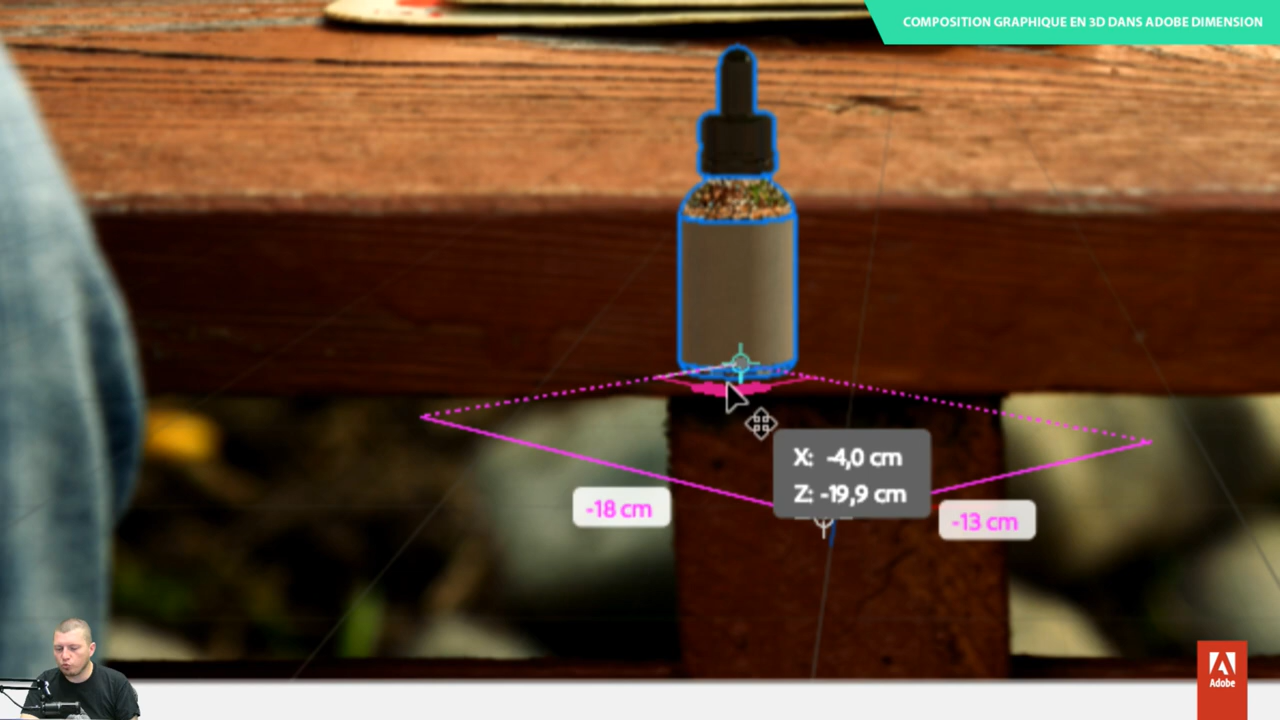 COMPOSITION GRAPHIQUE EN 3D DANS ADOBE DIMENSION
X: -4,0 cm
Z: -19,9 cm
-18 cm
-13 cm
Adobe